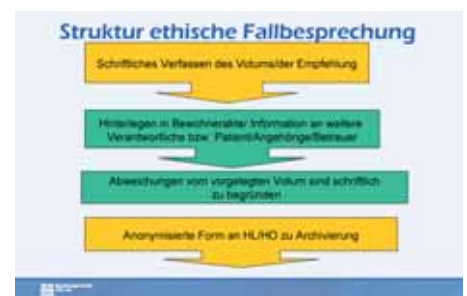 Struktur ethische Fallbesprechung
Schriftliches Verfassen des Votums/der Empfehlung
Hinterlegen in Bewohnerakte/ Information an weitere
Verantwortliche bzw. Patient/Angehörige/Betreuer
Abweichungen vom vorgelegten Votum sind schriftlich
zu begründen
Anonymisierte Form an HL/HO zu Archivierung